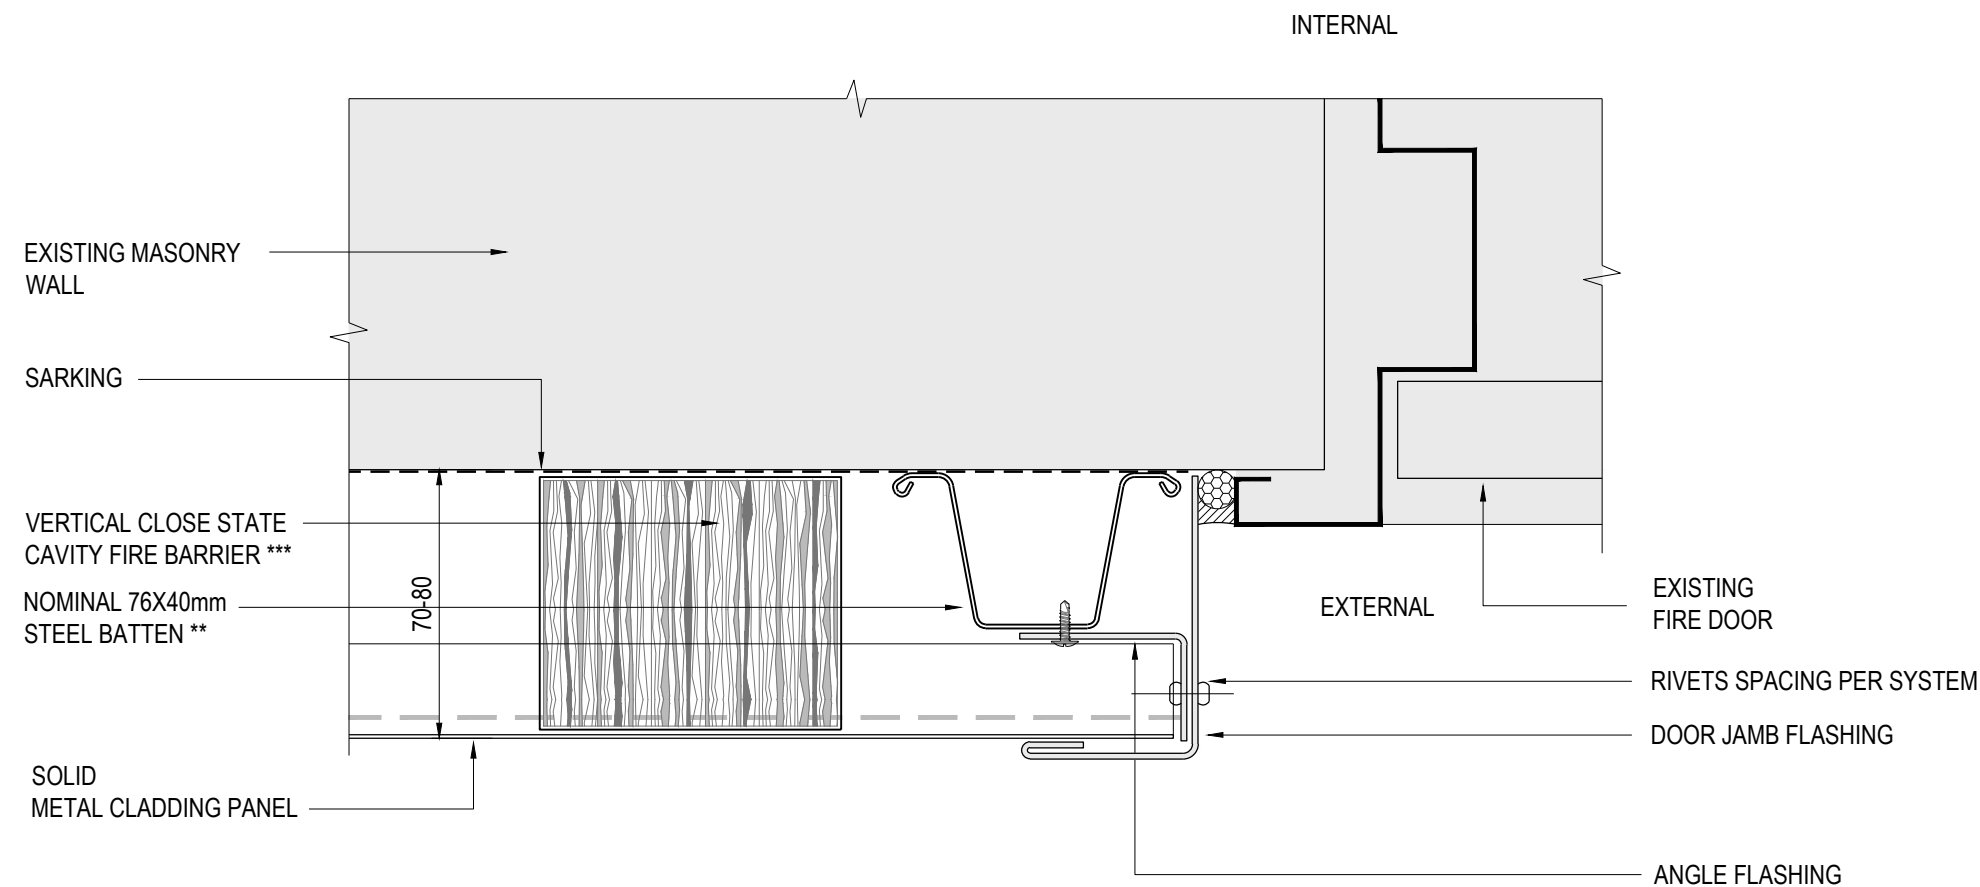 INTERNAL
EXISTING MASONRY
WALL
SARKING
VERTICAL CLOSE STATE
CAVITY FIRE BARRIER ***
NOMINAL 76X40mm
STEEL BATTEN **
70-80
SOLID
METAL CLADDING PANEL
EXTERNAL
EXISTING
FIRE DOOR
RIVETS SPACING PER SYSTEM
DOOR JAMB FLASHING
ANGLE FLASHING